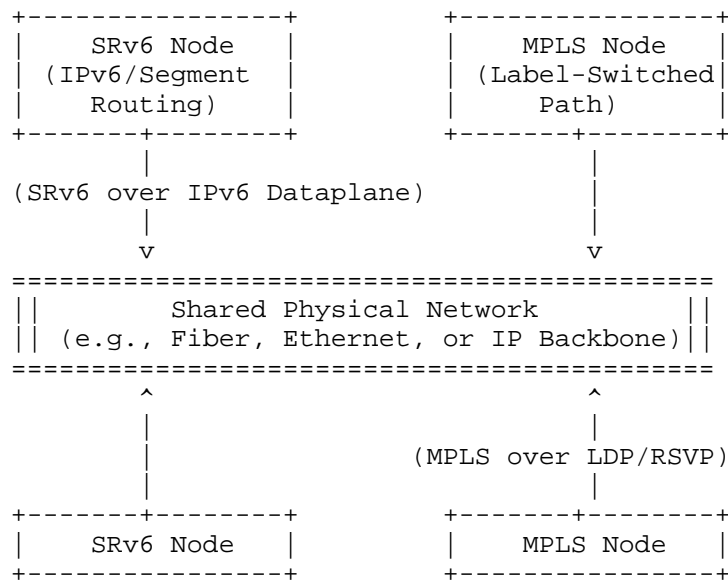 SRv6 Node MPLS Node
(IPv6/Segment (Label-Switched
Routing) Path)
(SRv6 over IPv6 Dataplane)
v v
Shared Physical Network
(e.g., Fiber, Ethernet, or IP Backbone)
^ ^
(MPLS over LDP/RSVP)
SRv6 Node MPLS Node